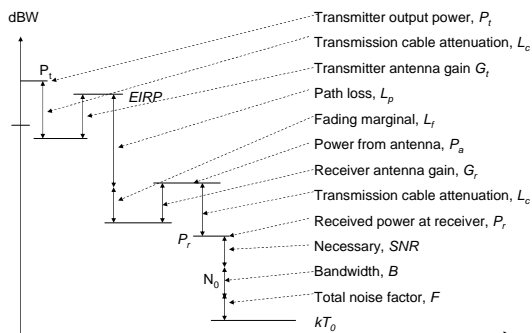 dBW
Transmitter output power, Pt
Transmission cable attenuation, Lc
Pt
Transmitter antenna gain Gt
EIRP
Path loss, Lp
Fading marginal, Lf
Power from antenna, Pa
Receiver antenna gain, Gr
Transmission cable attenuation, Lc
Received power at receiver, Pr
Pr
Necessary, SNR
Bandwidth, B
N0
Total noise factor, F
kT0